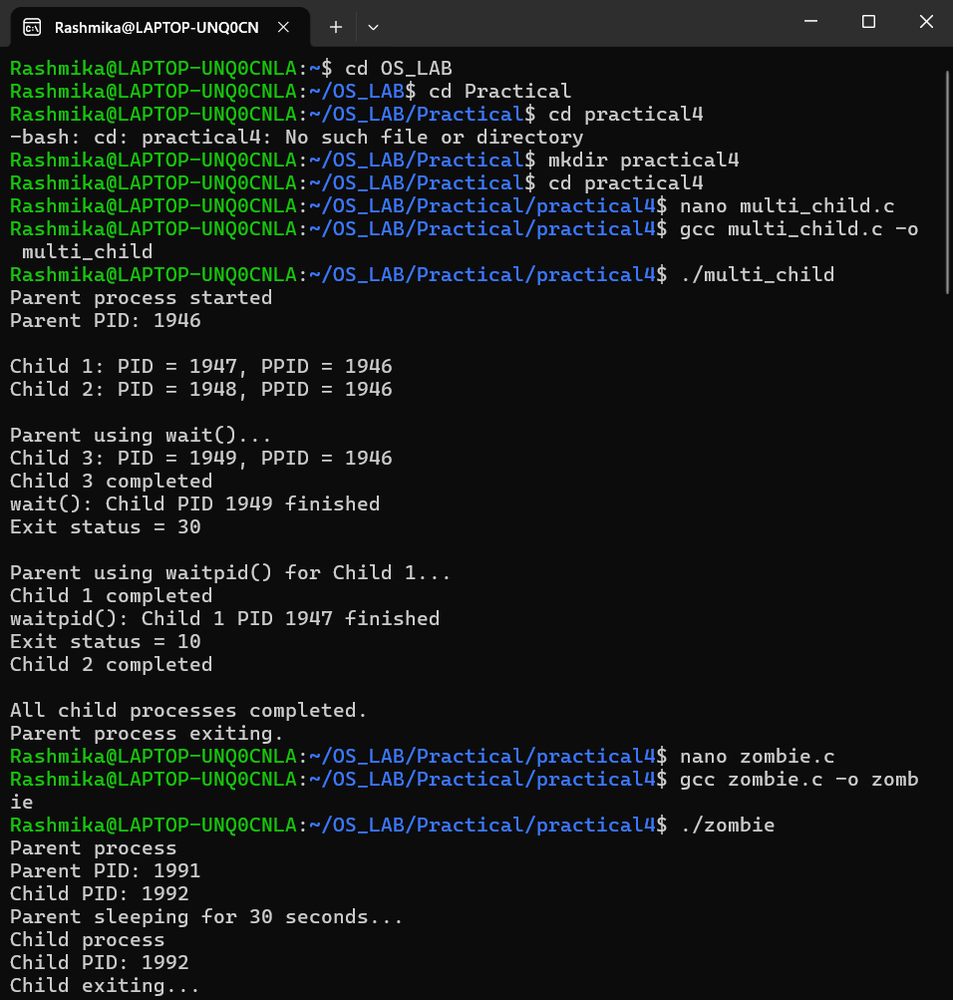 Rashmika@LAPTOP-UNQ0CN
Rashmika@LAPTOP-UNQ0CNLA:~$ cd OS_LAB
Rashmika@LAPTOP-UNQ0CNLA:~/OS_LAB$ cd Practical
Rashmika@LAPTOP-UNQ0CNLA:~/OS_LAB/Practical$ cd practical4
-bash: cd: practical4: No such file or directory
Rashmika@LAPTOP-UNQ0CNLA:~/OS_LAB/Practical$ mkdir practical4
Rashmika@LAPTOP-UNQ0CNLA:~/OS_LAB/Practical$ cd practical4
Rashmika@LAPTOP-UNQ0CNLA:~/OS_LAB/Practical/practical4$ nano multi_child.c
Rashmika@LAPTOP-UNQ0CNLA:~/OS_LAB/Practical/practical4$ gcc multi_child.c -o
 multi_child
Rashmika@LAPTOP-UNQ0CNLA:~/OS_LAB/Practical/practical4$ ./multi_child
Parent process started
Parent PID: 1946

Child 1: PID = 1947, PPID = 1946
Child 2: PID = 1948, PPID = 1946

Parent using wait()...
Child 3: PID = 1949, PPID = 1946
Child 3 completed
wait(): Child PID 1949 finished
Exit status = 30

Parent using waitpid() for Child 1...
Child 1 completed
waitpid(): Child 1 PID 1947 finished
Exit status = 10
Child 2 completed

All child processes completed.
Parent process exiting.
Rashmika@LAPTOP-UNQ0CNLA:~/OS_LAB/Practical/practical4$ nano zombie.c
Rashmika@LAPTOP-UNQ0CNLA:~/OS_LAB/Practical/practical4$ gcc zombie.c -o zomb
ie
Rashmika@LAPTOP-UNQ0CNLA:~/OS_LAB/Practical/practical4$ ./zombie
Parent process
Parent PID: 1991
Child PID: 1992
Parent sleeping for 30 seconds...
Child process
Child PID: 1992
Child exiting...